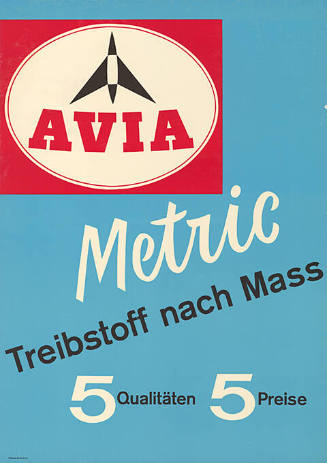 AVIA
Metric
Treibstoff nach Mass
5 Qualitäten 5 Preise